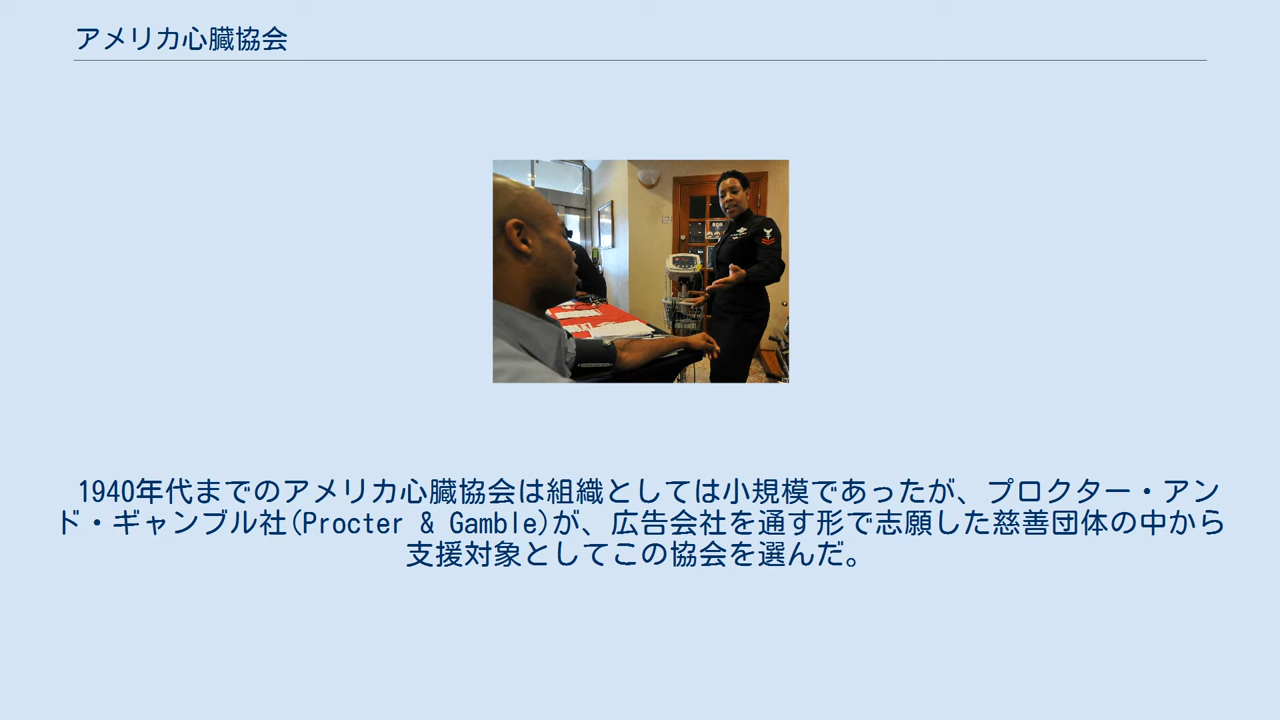 アメリカ心臓協会
1940年代までのアメリカ心臓協会は組織としては小規模であったが、プロクター・アン
ド・ギャンブル社(Procter & Gamble)が、広告会社を通す形で志願した慈善団体の中から
支援対象としてこの協会を選んだ。